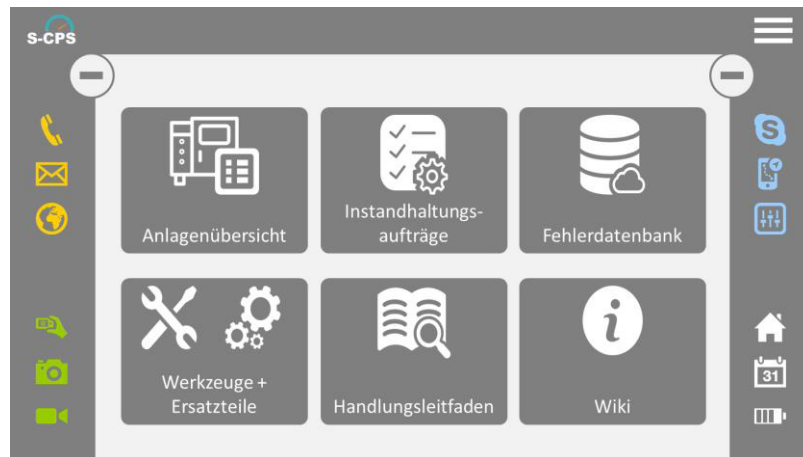 S-CPS
Anlagenübersicht
Instandhaltungs-
aufträge
Fehlerdatenbank
Werkzeuge +
Ersatzteile
Handlungsleitfaden
Wiki
31